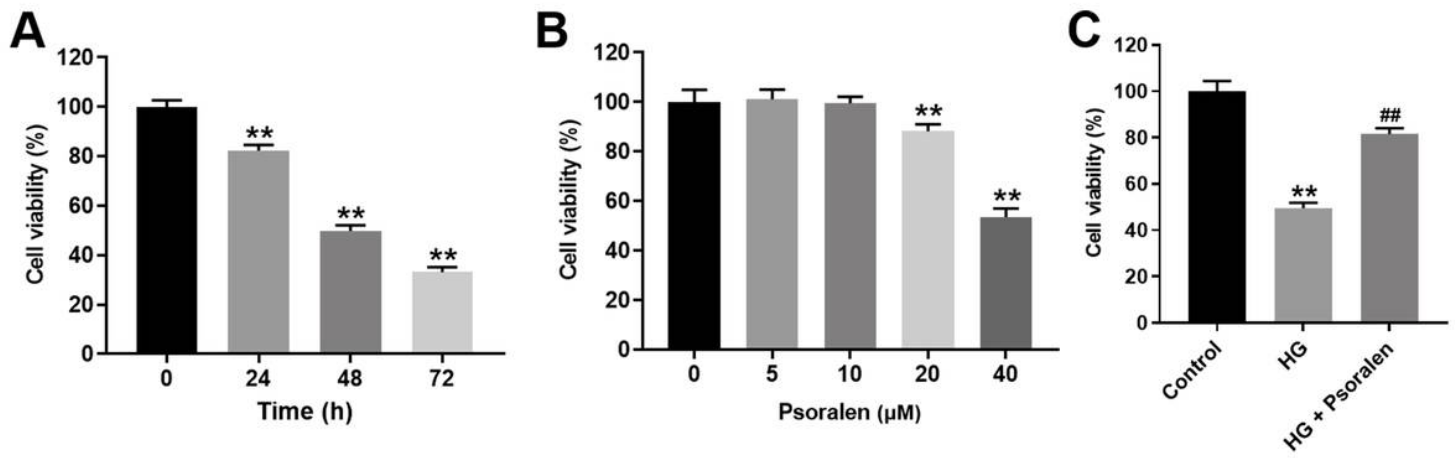 A
Cell viability (%)
120
100
80
60
40
20
0
**
**
**
0 24 48 72
Time (h)
B
Cell viability (%)
120
100
80
60
40
20
0
**
**
0 5 10 20 40
Psoralen (μM)
C
Cell viability (%)
120
100
80
60
40
20
0
**
##
Control HG HG + Psoralen